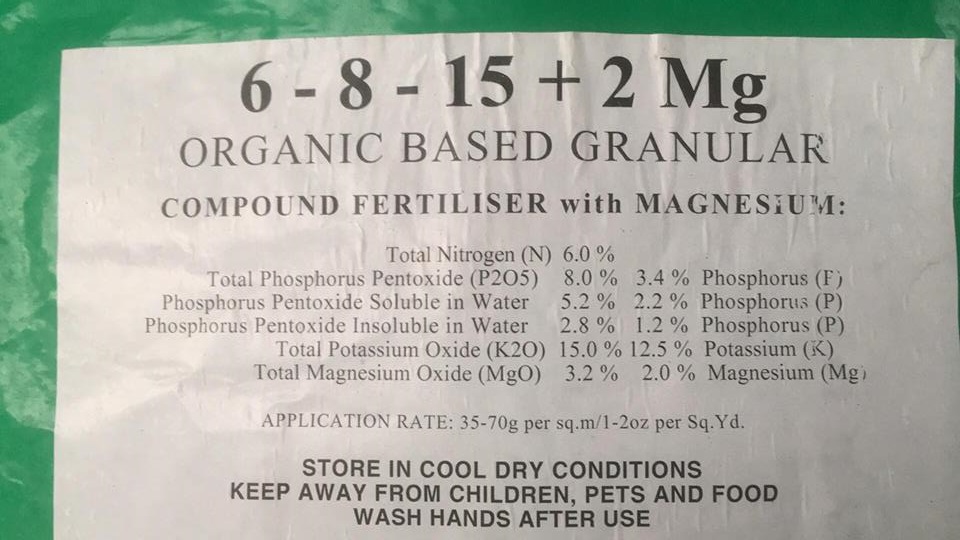 6 - 8 - 15 + 2 Mg
ORGANIC BASED GRANULAR
COMPOUND FERTILISER with MAGNESIUM:
Total Nitrogen (N) 6.0 %
Total Phosphorus Pentoxide (P2O5) 8.0 % 3.4 % Phosphorus (P)
Phosphorus Pentoxide Soluble in Water 5.2 % 2.2 % Phosphorus (P)
Phosphorus Pentoxide Insoluble in Water 2.8 % 1.2 % Phosphorus (P)
Total Potassium Oxide (K2O) 15.0 % 12.5 % Potassium (K)
Total Magnesium Oxide (MgO) 3.2 % 2.0 % Magnesium (Mg)
APPLICATION RATE: 35-70g per sq.m/1-2oz per Sq.Yd.
STORE IN COOL DRY CONDITIONS
KEEP AWAY FROM CHILDREN, PETS AND FOOD
WASH HANDS AFTER USE